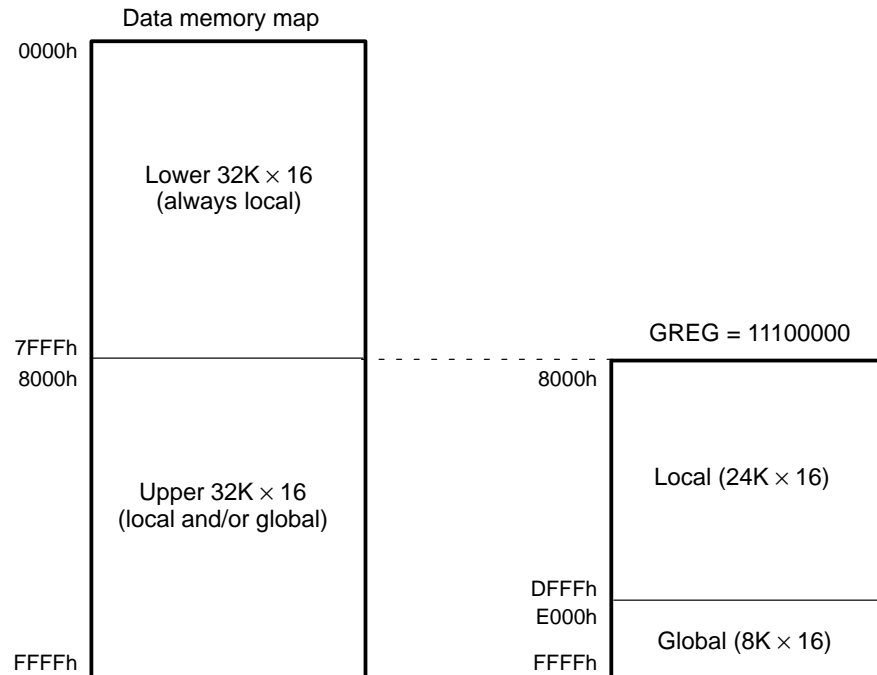 Data memory map
0000h
Lower 32K × 16
(always local)
7FFFh
8000h
Upper 32K × 16
(local and/or global)
FFFFh
GREG = 11100000
8000h
Local (24K × 16)
DFFFh
E000h
Global (8K × 16)
FFFFh